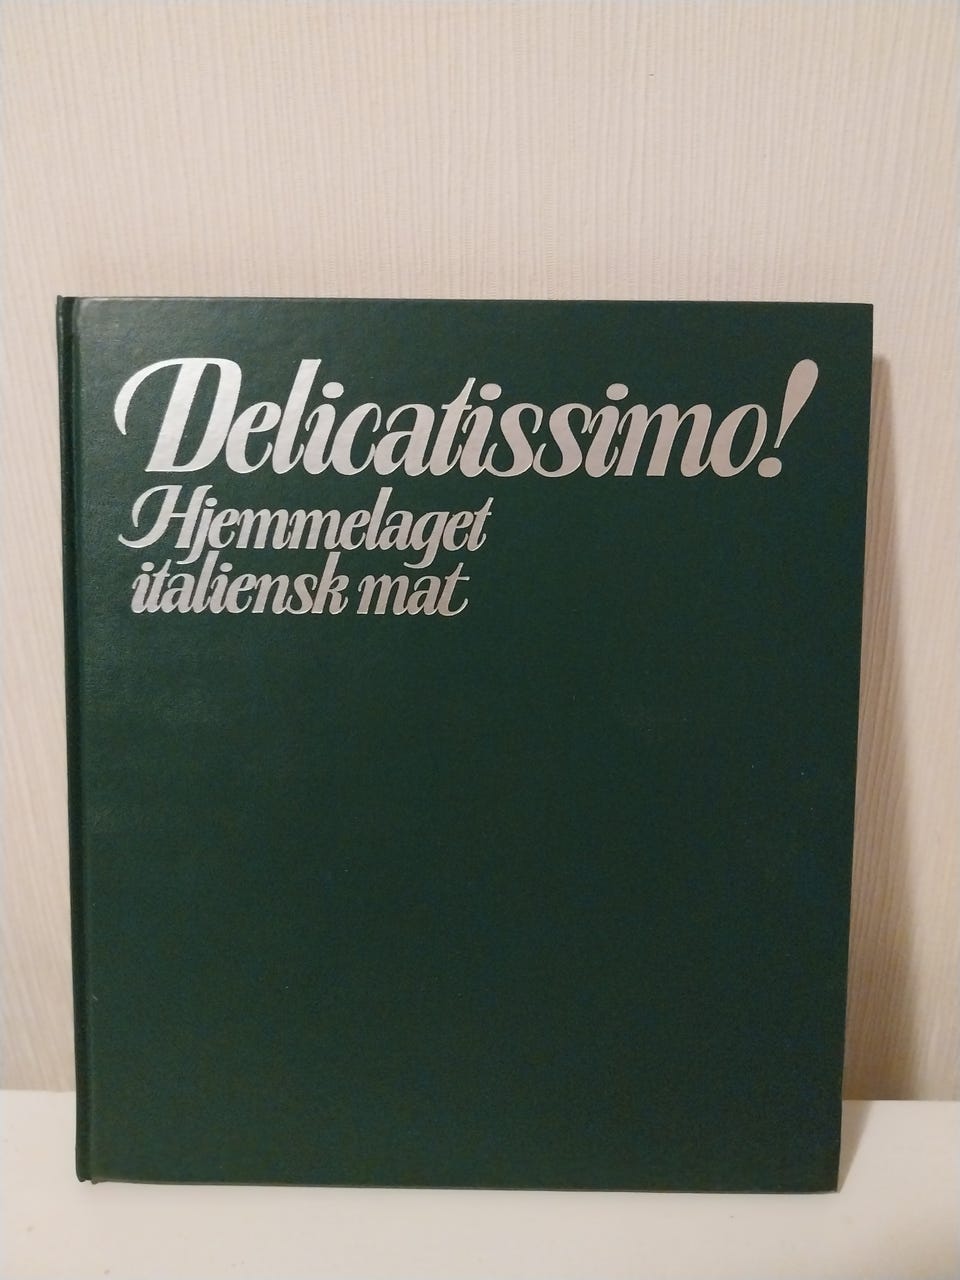 Delicatissimo!
Hjemmelaget
italiensk mat